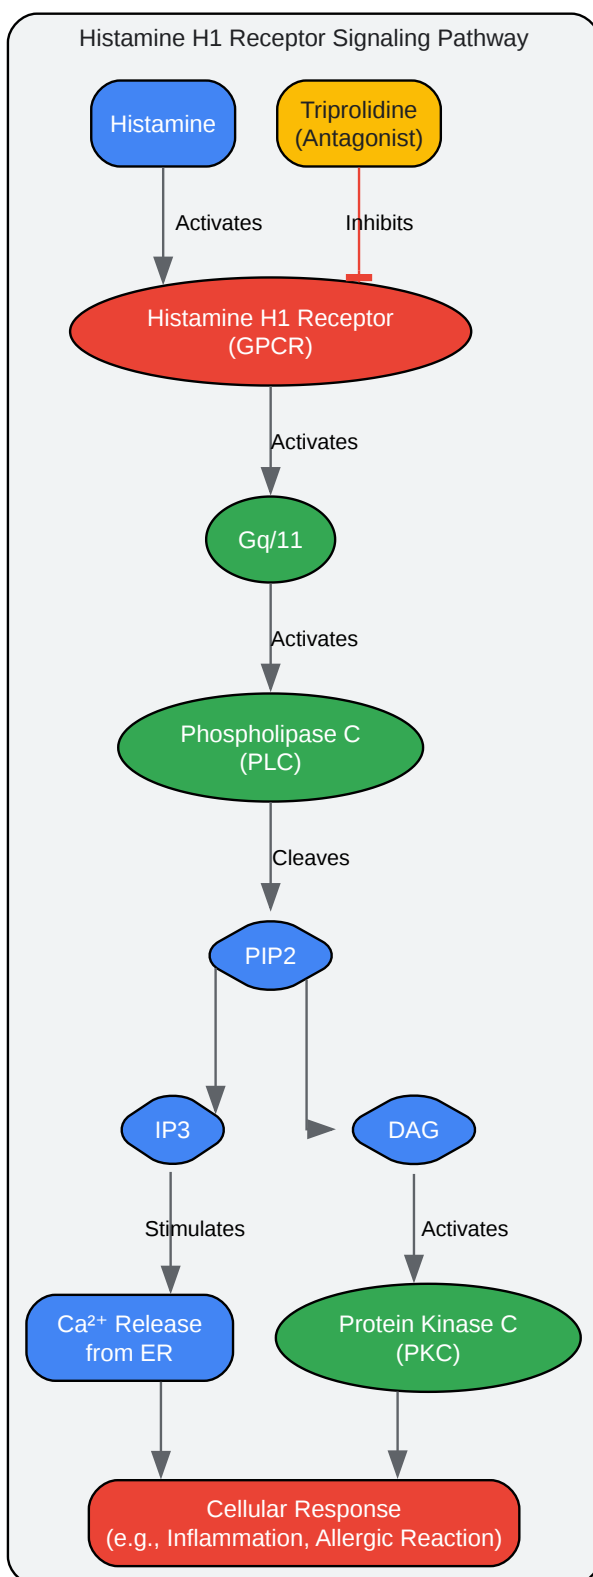 Histamine H1 Receptor Signaling Pathway
Histamine
Triprolidine
(Antagonist)
Activates
Inhibits
Histamine H1 Receptor
(GPCR)
Activates
Gq/11
Activates
Phospholipase C
(PLC)
Cleaves
PIP2
IP3
DAG
Stimulates
Activates
Ca²⁺ Release
from ER
Protein Kinase C
(PKC)
Cellular Response
(e.g., Inflammation, Allergic Reaction)